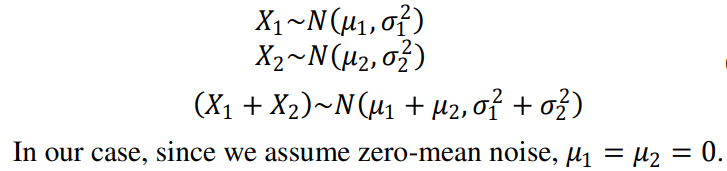 X₁~N(μ₁, σ₁²)
X₂~N(μ₂, σ₂²)
(X₁ + X₂)~N(μ₁ + μ₂, σ₁² + σ₂²)
In our case, since we assume zero-mean noise, μ₁ = μ₂ = 0.